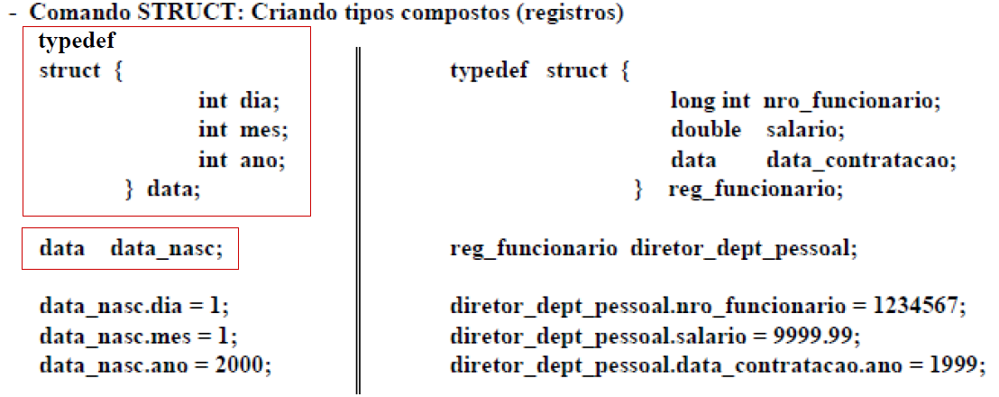 - Comando STRUCT: Criando tipos compostos (registros)
typedef
struct {
int dia;
int mes;
int ano;
} data;
data data_nasc;
data_nasc.dia = 1;
data_nasc.mes = 1;
data_nasc.ano = 2000;
typedef struct {
long int nro_funcionario;
double salario;
data data_contratacao;
} reg_funcionario;
reg_funcionario diretor_dept_pessoal;
diretor_dept_pessoal.nro_funcionario = 1234567;
diretor_dept_pessoal.salario = 9999.99;
diretor_dept_pessoal.data_contratacao.ano = 1999;